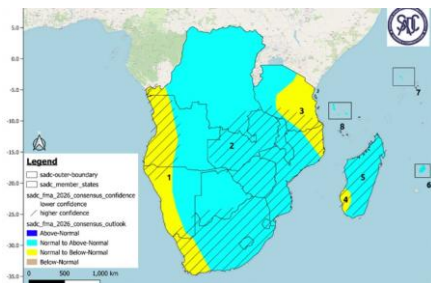 SADC
5.0
0.0
-5.0
-10.0
-15.0
-20.0
-25.0
-30.0
-35.0
1
2
3
4
5
6
7
8
Legend
sadc-outer-boundary
sadc_member_states
sadc_fma_2026_consensus_confidence
lower confidence
higher confidence
sadc_fma_2026_consensus_outlook
Above-Normal
Normal to Above-Normal
Normal to Below-Normal
Below-Normal
0 500 1,000 km